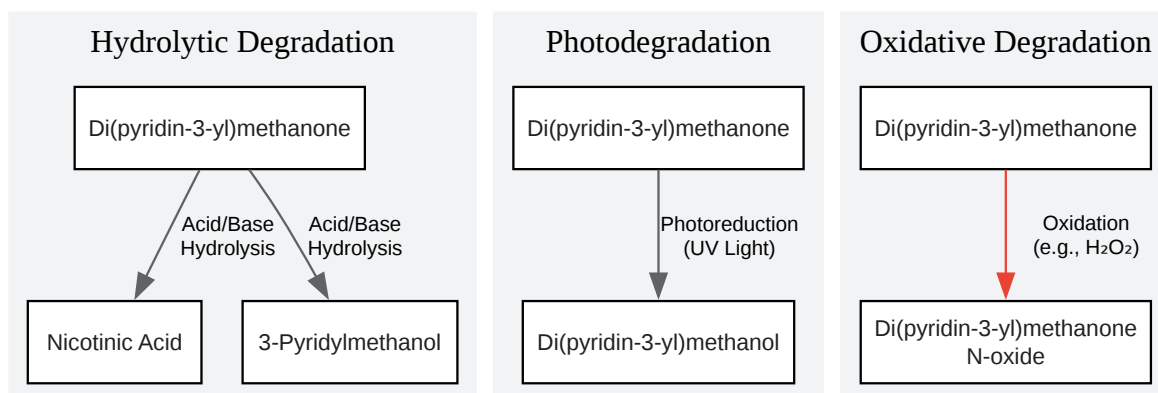 Hydrolytic Degradation
Di(pyridin-3-yl)methanone
Acid/Base
Hydrolysis
Acid/Base
Hydrolysis
Nicotinic Acid
3-Pyridylmethanol
Photodegradation
Di(pyridin-3-yl)methanone
Photoreduction
(UV Light)
Di(pyridin-3-yl)methanol
Oxidative Degradation
Di(pyridin-3-yl)methanone
Oxidation
(e.g., H₂O₂)
Di(pyridin-3-yl)methanone
N-oxide